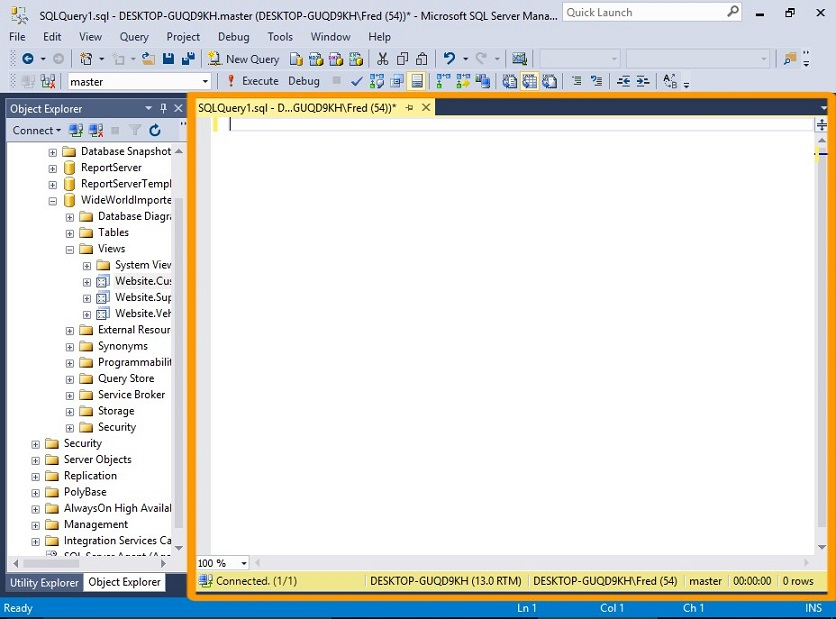 SQLQuery1.sql - DESKTOP-GUQD9KH.master (DESKTOP-GUQD9KH\Fred (54))* - Microsoft SQL Server Mana...
Quick Launch
File Edit View Query Project Debug Tools Window Help
New Query
master Execute Debug
Object Explorer
SQLQuery1.sql - D...GUQD9KH\Fred (54))*
Connect
Database Snapshot
ReportServer
ReportServerTempl
WideWorldImporte
Database Diagra
Tables
Views
System View
Website.Cus
Website.Sup
Website.Veh
External Resour
Synonyms
Programmabilit
Query Store
Service Broker
Storage
Security
Security
Server Objects
Replication
PolyBase
AlwaysOn High Availal
Management
Integration Services Ca
SQL Server Agent (Age
100 %
Utility Explorer Object Explorer
Connected. (1/1) DESKTOP-GUQD9KH (13.0 RTM) DESKTOP-GUQD9KH\Fred (54) master 00:00:00 0 rows
Ready Ln 1 Col 1 Ch 1 INS